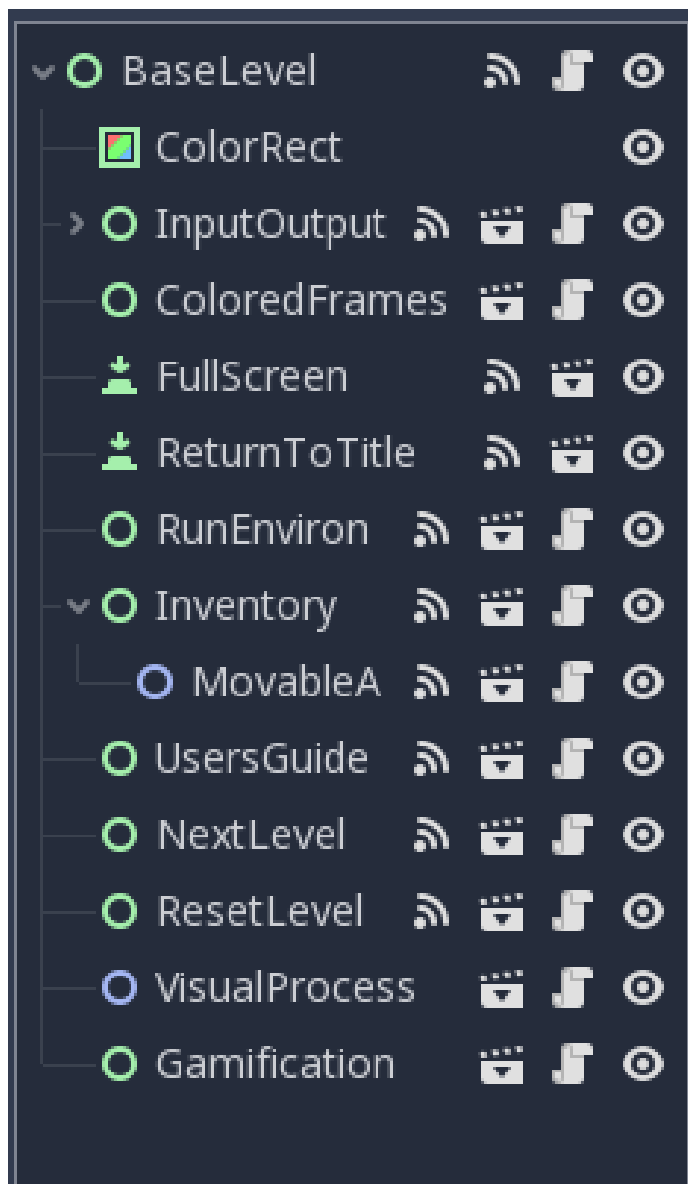 BaseLevel
ColorRect
InputOutput
ColoredFrames
FullScreen
ReturnToTitle
RunEnviron
Inventory
MovableA
UsersGuide
NextLevel
ResetLevel
VisualProcess
Gamification